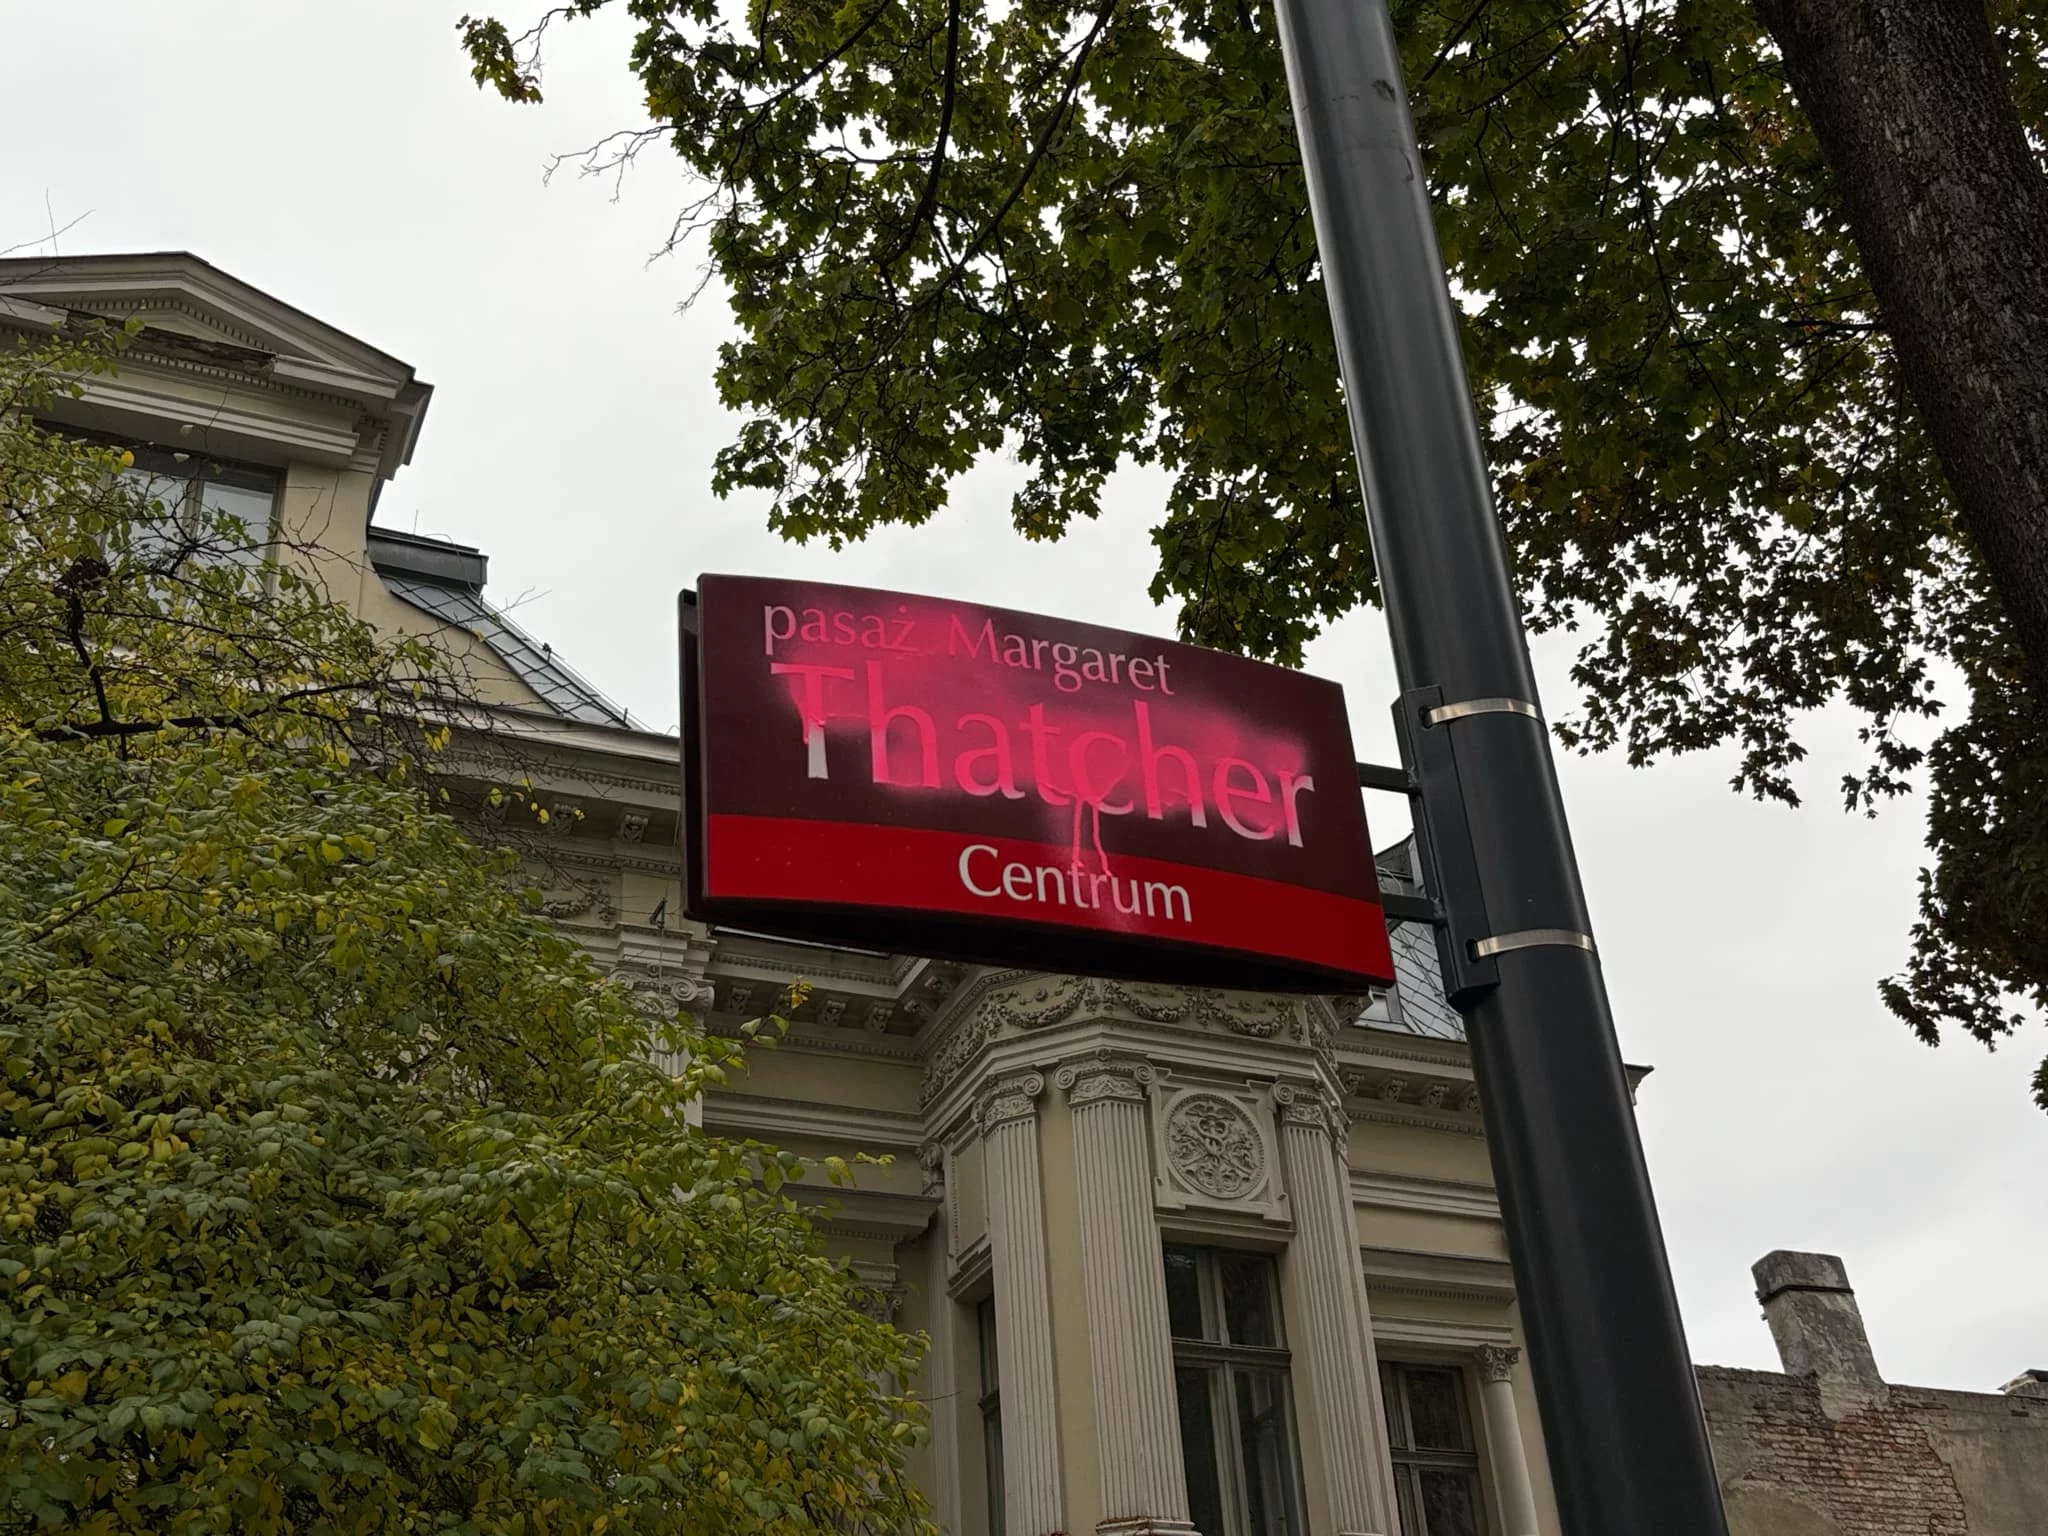 pasaż Margaret
Thatcher
Centrum